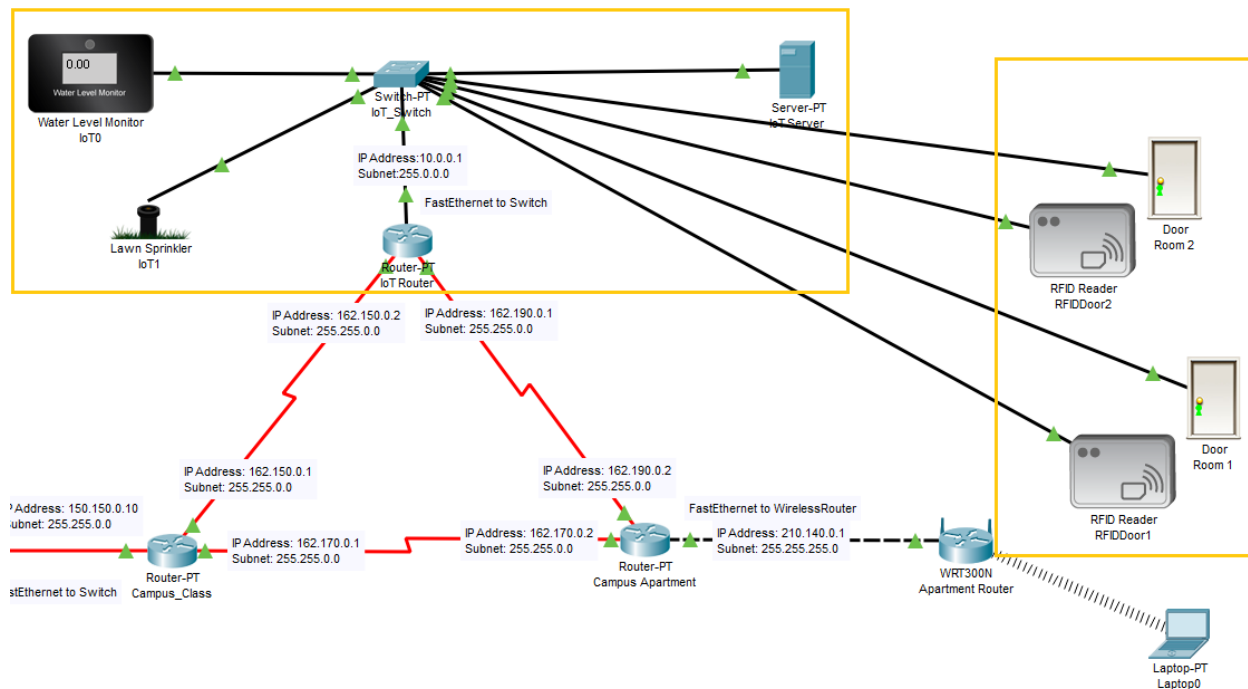 0.00
Water Level Monitor
Water Level Monitor
IoT0
Switch-PT
IoT_Switch
Server-PT
IoT Server
IP Address:10.0.0.1
Subnet:255.0.0.0
FastEthernet to Switch
Lawn Sprinkler
IoT1
Router-PT
IoT Router
Door
Room 2
RFID Reader
RFIDDoor2
IP Address: 162.150.0.2
Subnet: 255.255.0.0
IP Address: 162.190.0.1
Subnet: 255.255.0.0
Door
Room 1
IP Address: 162.150.0.1
Subnet: 255.255.0.0
IP Address: 162.190.0.2
Subnet: 255.255.0.0
RFID Reader
RFIDDoor1
P Address: 150.150.0.10
Subnet: 255.255.0.0
IP Address: 162.170.0.1
Subnet: 255.255.0.0
IP Address: 162.170.0.2
Subnet: 255.255.0.0
FastEthernet to WirelessRouter
IP Address: 210.140.0.1
Subnet: 255.255.255.0
Router-PT
Campus_Class
Router-PT
Campus Apartment
WRT300N
Apartment Router
stEthernet to Switch
Laptop-PT
Laptop0